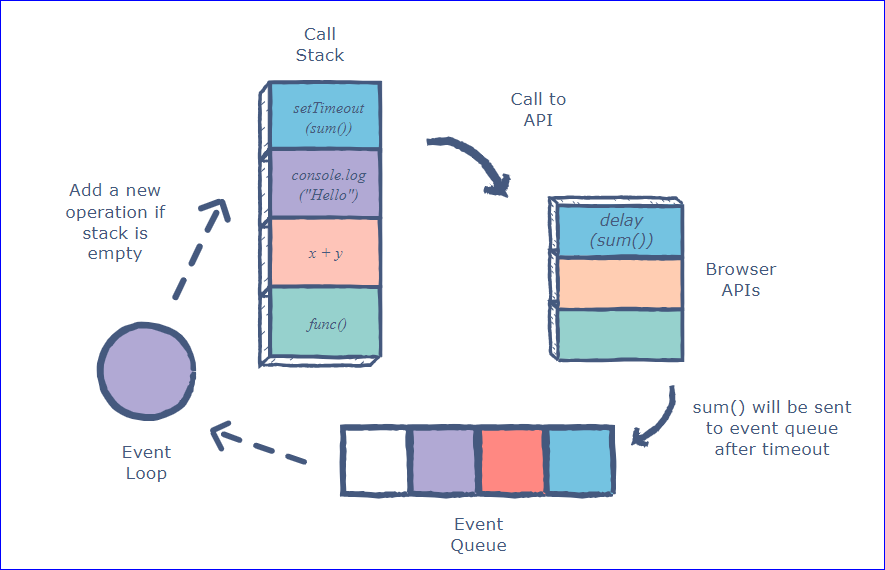 Call
Stack
setTimeout
(sum())
console.log
("Hello")
x + y
func()
Call to
API
delay
(sum())
Browser
APIs
Add a new
operation if
stack is
empty
sum() will be sent
to event queue
after timeout
Event
Loop
Event
Queue